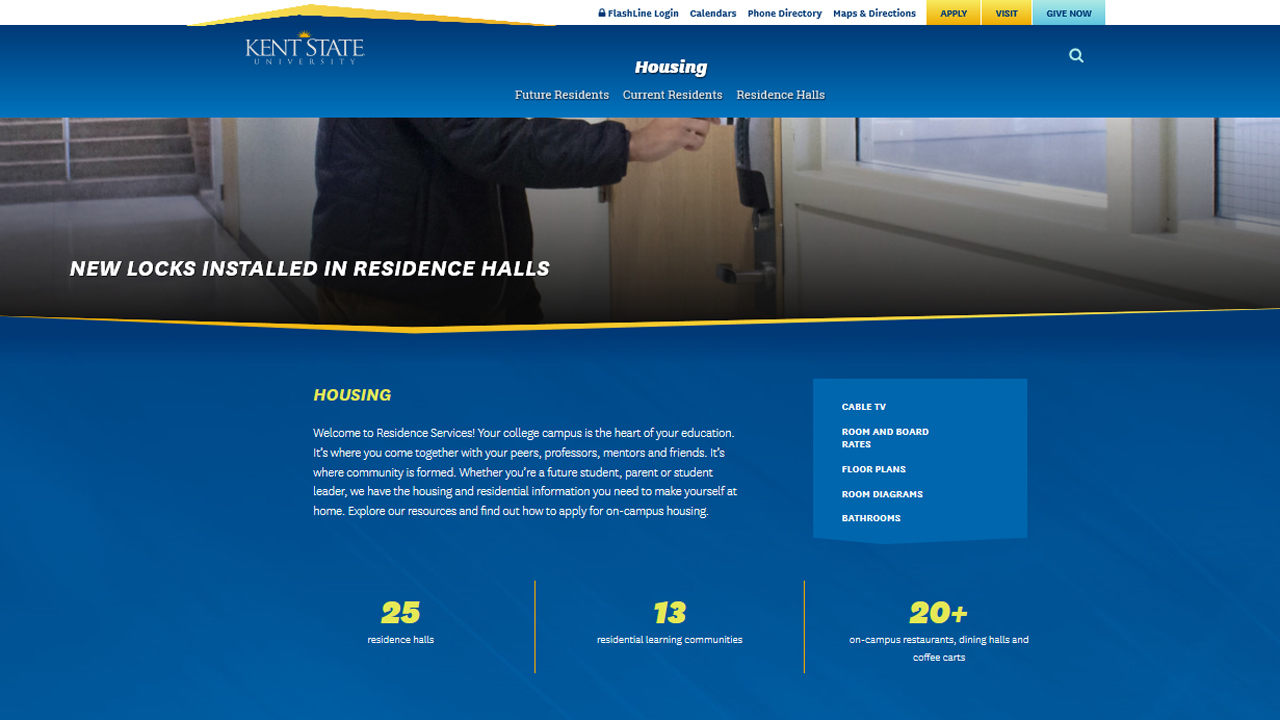 FlashLine Login Calendars Phone Directory Maps & Directions APPLY VISIT GIVE NOW
KENT STATE
UNIVERSITY
Housing
Future Residents Current Residents Residence Halls
NEW LOCKS INSTALLED IN RESIDENCE HALLS
HOUSING
Welcome to Residence Services! Your college campus is the heart of your education.
It's where you come together with your peers, professors, mentors and friends. It's
where community is formed. Whether you're a future student, parent or student
leader, we have the housing and residential information you need to make yourself at
home. Explore our resources and find out how to apply for on-campus housing.
CABLE TV
ROOM AND BOARD
RATES
FLOOR PLANS
ROOM DIAGRAMS
BATHROOMS
25
residence halls
13
residential learning communities
20+
on-campus restaurants, dining halls and
coffee carts